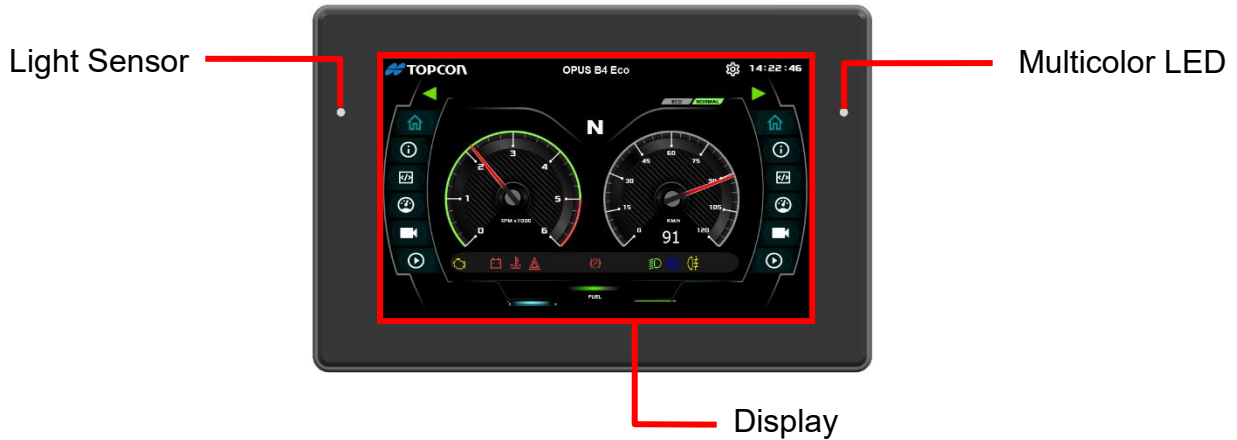 Light Sensor
Multicolor LED
TOPCON
OPUS B4 Eco
14:22:46
ECO
NORMAL
N
0
1
2
3
4
5
6
RPM x1000
0
15
30
45
60
75
90
105
120
KM/h
91
FUEL
Display